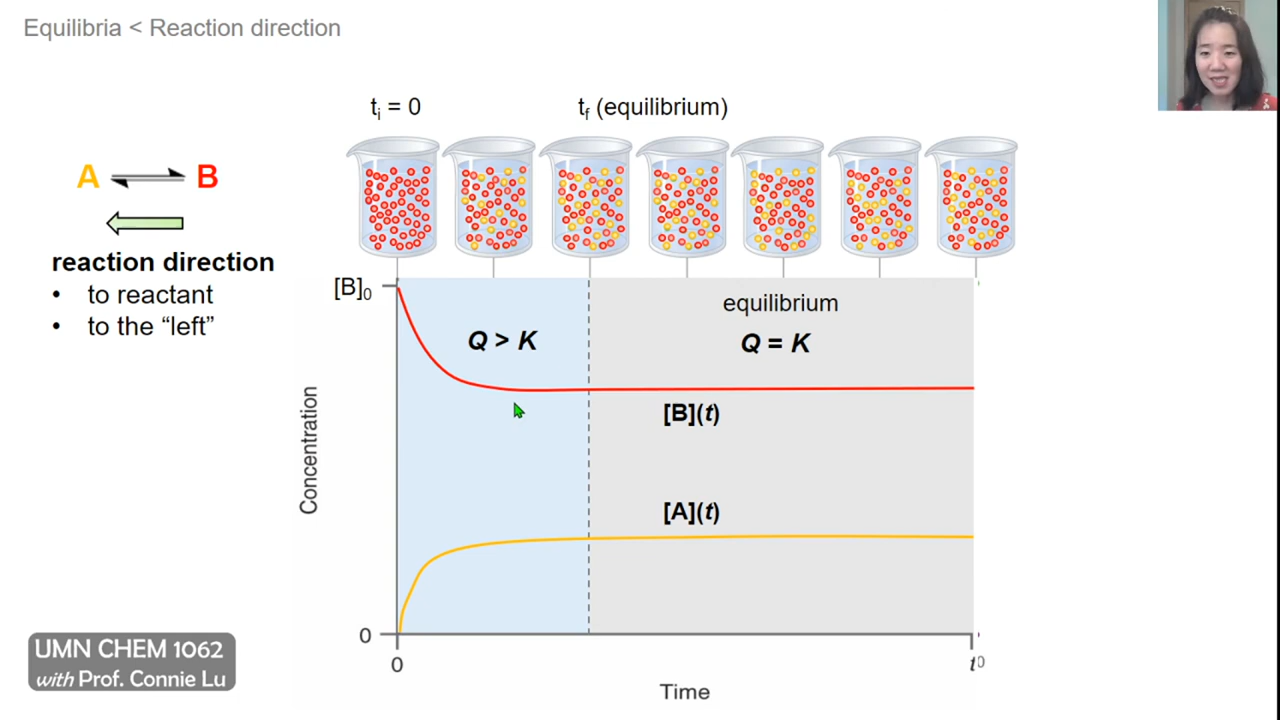 Equilibria < Reaction direction
tᵢ = 0
t_f (equilibrium)
A ⇌ B
reaction direction
• to reactant
• to the “left”
[B]₀
equilibrium
Q > K
Q = K
[B](t)
[A](t)
Concentration
0
0
t⁰
Time
UMN CHEM 1062
with Prof. Connie Lu